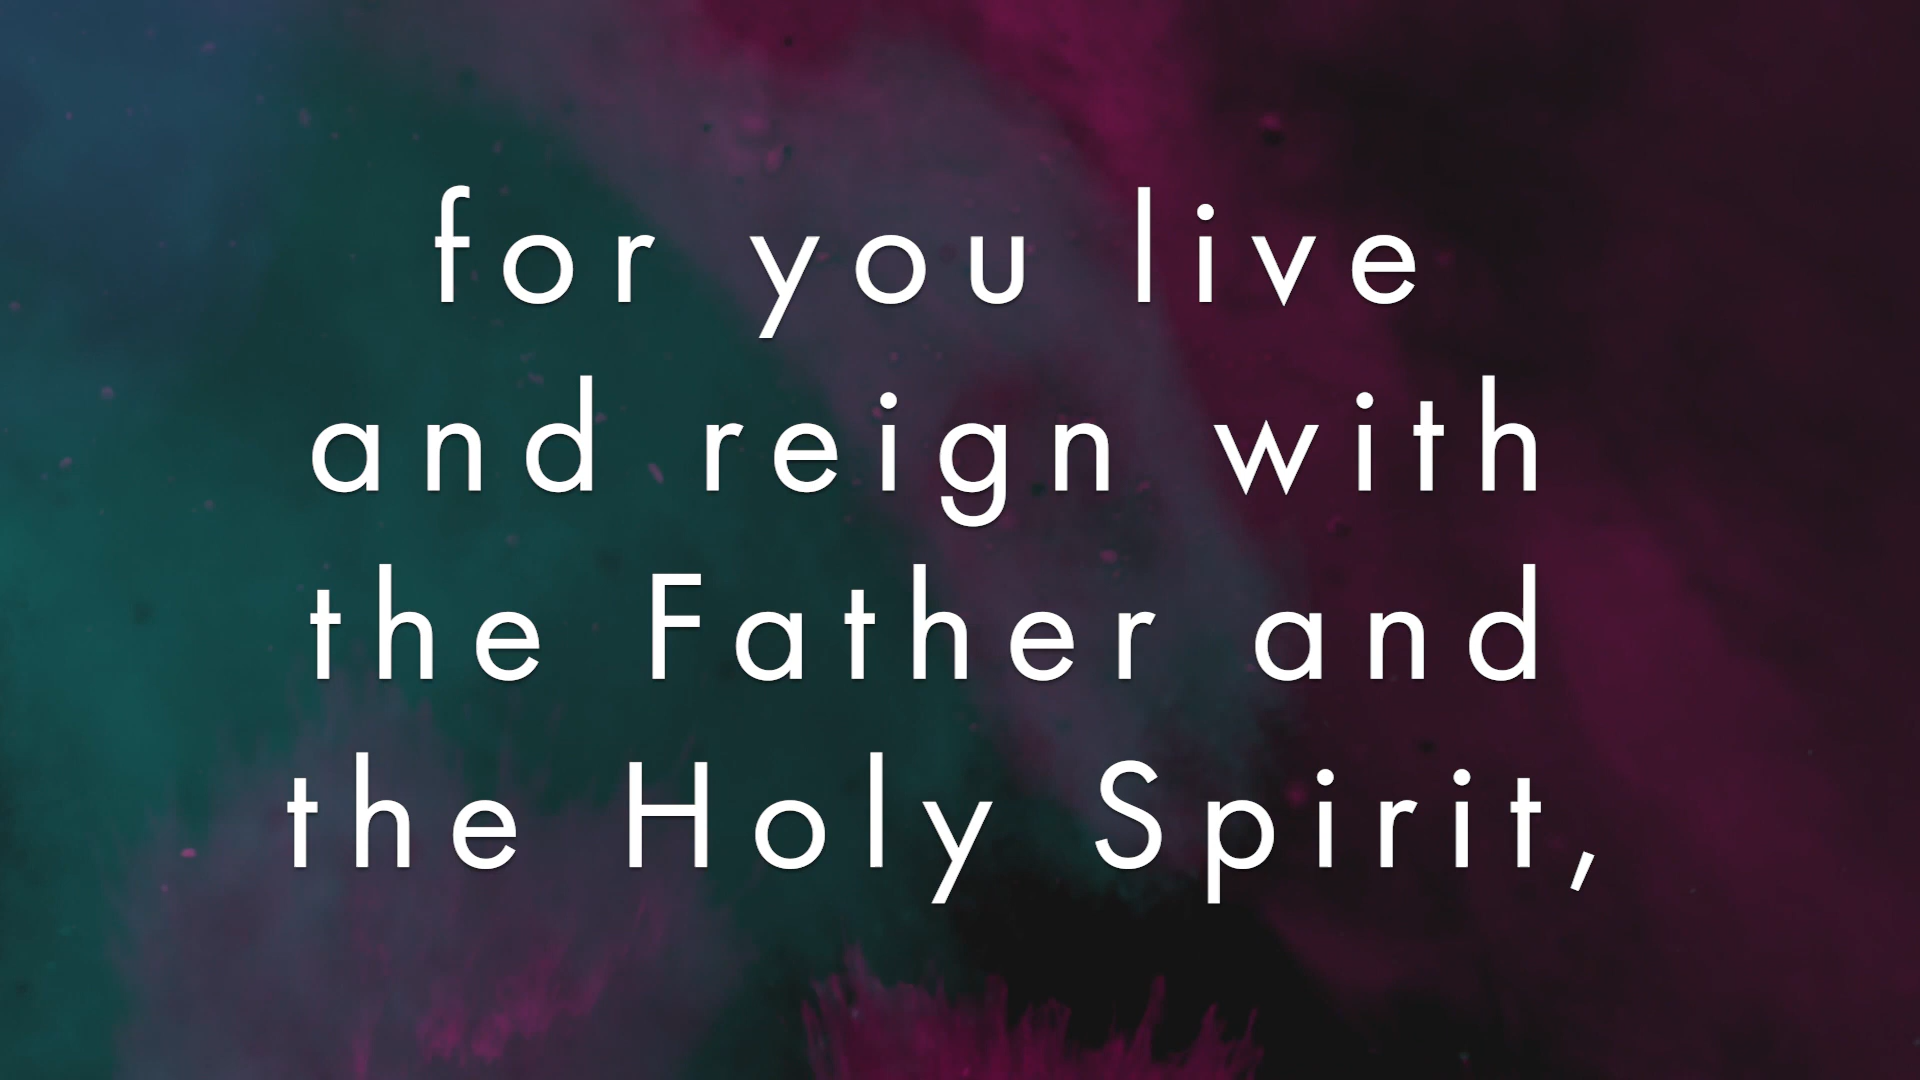 for you live
and reign with
the Father and
the Holy Spirit,